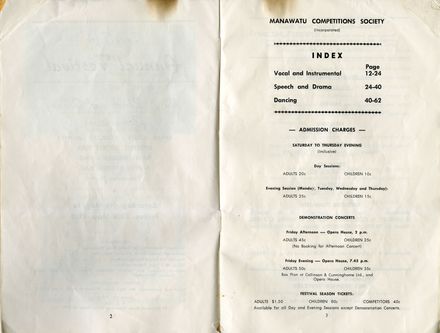 MANAWATU COMPETITIONS SOCIETY
(Incorporated)
INDEX
Page
Vocal and Instrumental 12-24
Speech and Drama 24-40
Dancing 40-62
— ADMISSION CHARGES —
SATURDAY TO THURSDAY EVENING
(Inclusive)
Day Sessions:
ADULTS 20c CHILDREN 10c
Evening Session (Monday, Tuesday, Wednesday and Thursday):
ADULTS 25c CHILDREN 15c
DEMONSTRATION CONCERTS
Friday Afternoon — Opera House, 2 p.m.
ADULTS 45c CHILDREN 25c
(No Booking for Afternoon Concert)
Friday Evening — Opera House, 7.45 p.m.
ADULTS 50c CHILDREN 35c
Box Plan at Collinson & Cunninghame Ltd., and
Opera House.
FESTIVAL SEASON TICKETS:
ADULTS $1.50 CHILDREN 80c COMPETITORS 40c
Available for all Day and Evening Sessions except Demonstration Concerts.
2
3